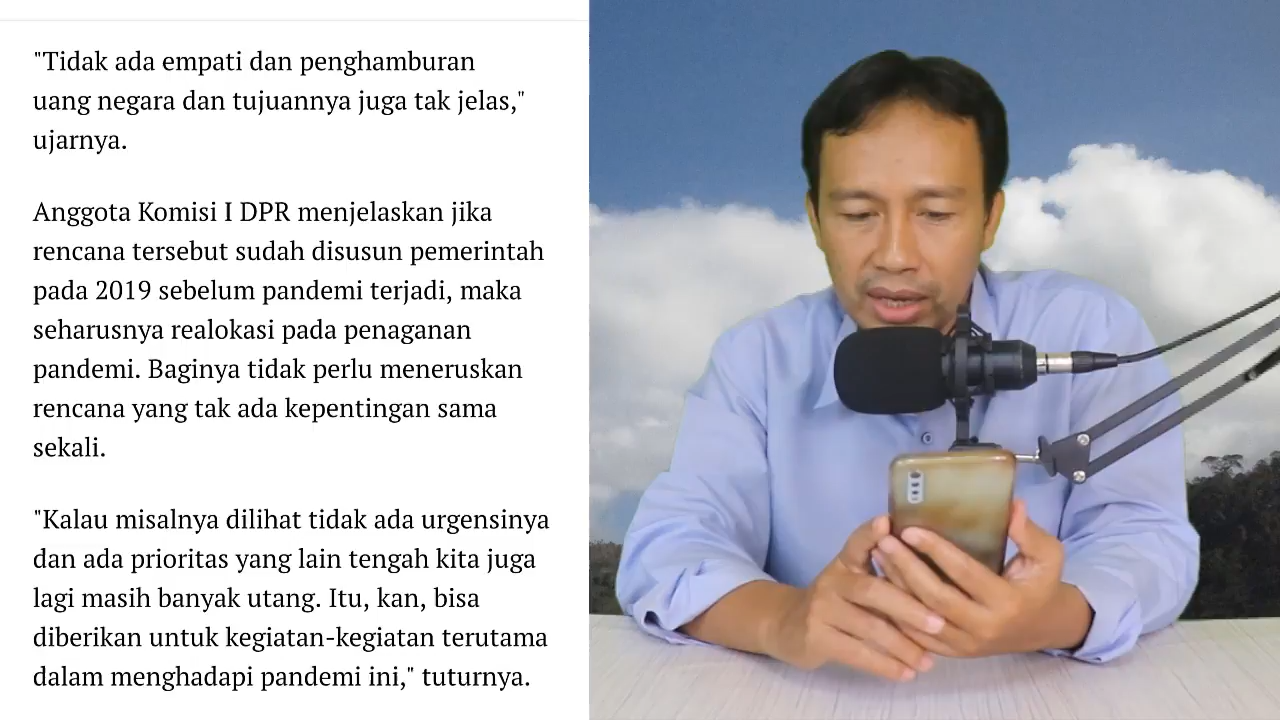 "Tidak ada empati dan penghamburan
uang negara dan tujuannya juga tak jelas,"
ujarnya.
Anggota Komisi I DPR menjelaskan jika
rencana tersebut sudah disusun pemerintah
pada 2019 sebelum pandemi terjadi, maka
seharusnya realokasi pada penaganan
pandemi. Baginya tidak perlu meneruskan
rencana yang tak ada kepentingan sama
sekali.
"Kalau misalnya dilihat tidak ada urgensinya
dan ada prioritas yang lain tengah kita juga
lagi masih banyak utang. Itu, kan, bisa
diberikan untuk kegiatan-kegiatan terutama
dalam menghadapi pandemi ini," tuturnya.